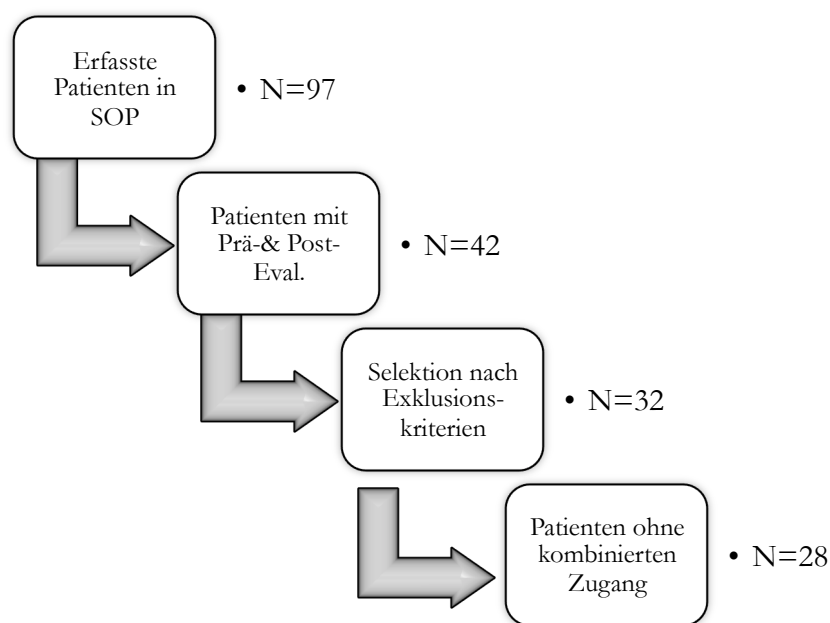 Erfasste
Patienten in
SOP
• N=97
Patienten mit
Prä-& Post-
Eval.
• N=42
Selektion nach
Exklusions-
kriterien
• N=32
Patienten ohne
kombinierten
Zugang
• N=28